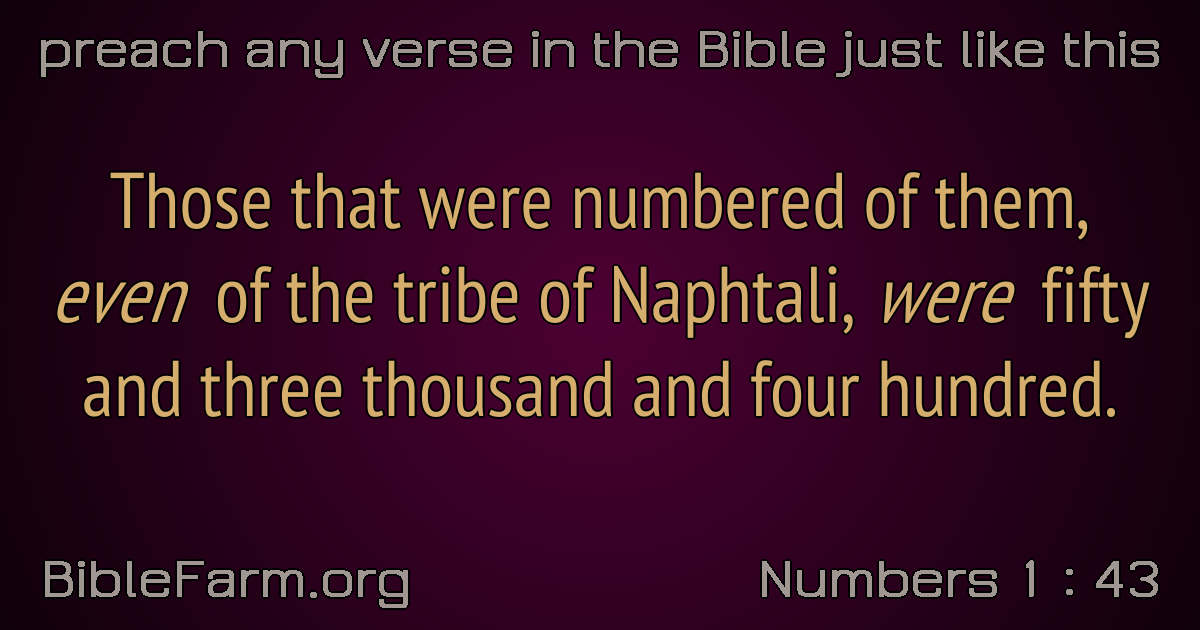 preach any verse in the Bible just like this
Those that were numbered of them,
even of the tribe of Naphtali, were fifty
and three thousand and four hundred.
BibleFarm.org
Numbers 1 : 43